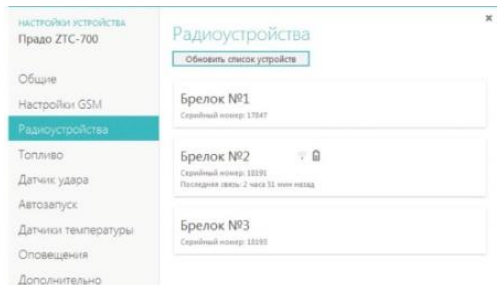 НАСТРОЙКИ УСТРОЙСТВА
Прадо ZTC-700
Общие
Настройки GSM
Радиоустройства
Топливо
Датчик удара
Автозапуск
Датчики температуры
Оповещения
Дополнительно
Радиоустройства
Обновить список устройств
Брелок №1
Серийный номер: 17847
Брелок №2
Серийный номер: 18191
Последняя связь: 2 часа 51 мин назад
Брелок №3
Серийный номер: 18193